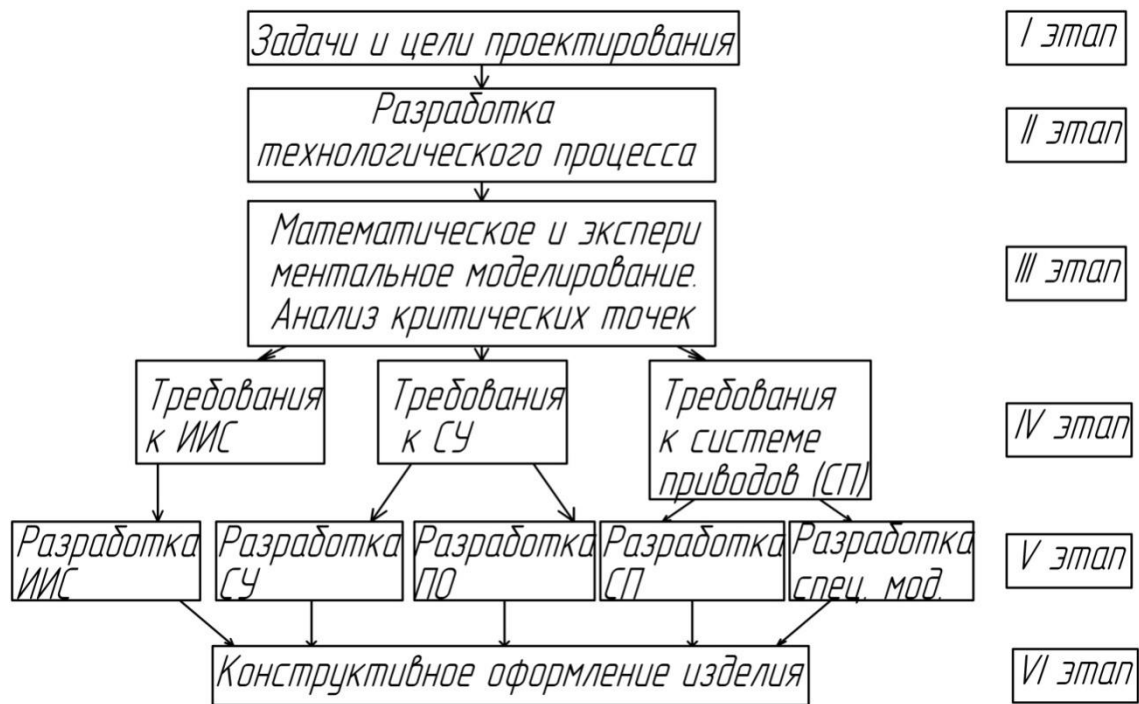 Задачи и цели проектирования
I этап
Разработка
технологического процесса
II этап
Математическое и экспери
ментальное моделирование.
Анализ критических точек
III этап
Требования
к ИИС
Требования
к СУ
Требования
к системе
приводов (СП)
IV этап
Разработка
ИИС
Разработка
СУ
Разработка
ПО
Разработка
СП
Разработка
спец. мод.
V этап
Конструктивное оформление изделия
VI этап